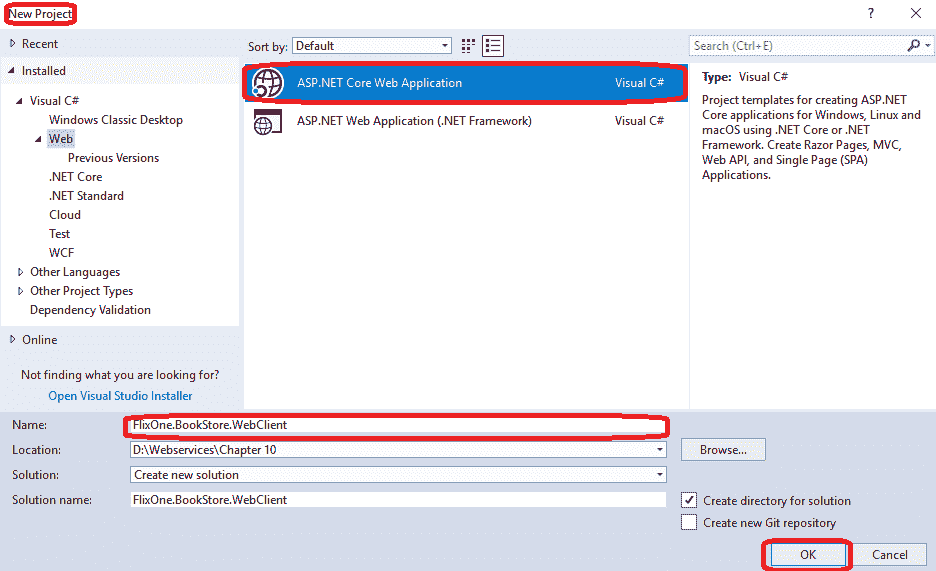 New Project
?
Recent
Installed
Visual C#
Windows Classic Desktop
Web
Previous Versions
.NET Core
.NET Standard
Cloud
Test
WCF
Other Languages
Other Project Types
Dependency Validation
Online
Not finding what you are looking for?
Open Visual Studio Installer
Sort by: Default
ASP.NET Core Web Application Visual C#
ASP.NET Web Application (.NET Framework) Visual C#
Search (Ctrl+E)
Type: Visual C#
Project templates for creating ASP.NET
Core applications for Windows, Linux and
macOS using .NET Core or .NET
Framework. Create Razor Pages, MVC,
Web API, and Single Page (SPA)
Applications.
Name: FlixOne.BookStore.WebClient
Location: D:\Webservices\Chapter 10
Browse...
Solution: Create new solution
Solution name: FlixOne.BookStore.WebClient
Create directory for solution
Create new Git repository
OK Cancel